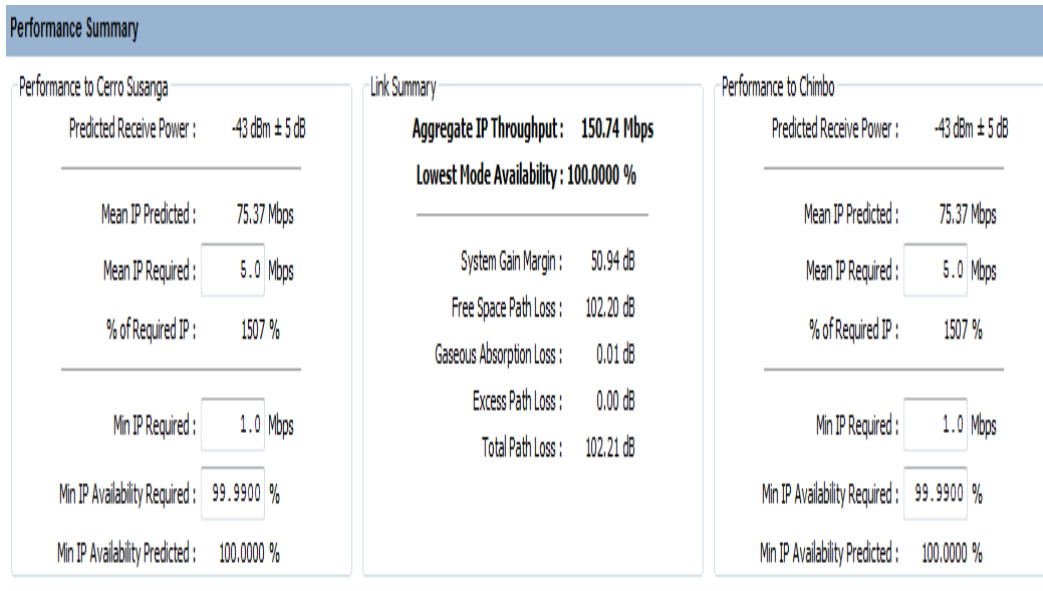 Performance Summary
Performance to Cerro Susanga
Predicted Receive Power : -43 dBm ± 5 dB
Mean IP Predicted : 75.37 Mbps
Mean IP Required : 5.0 Mbps
% of Required IP : 1507 %
Min IP Required : 1.0 Mbps
Min IP Availability Required : 99.9900 %
Min IP Availability Predicted : 100.0000 %
Link Summary
Aggregate IP Throughput : 150.74 Mbps
Lowest Mode Availability : 100.0000 %
System Gain Margin : 50.94 dB
Free Space Path Loss : 102.20 dB
Gaseous Absorption Loss : 0.01 dB
Excess Path Loss : 0.00 dB
Total Path Loss : 102.21 dB
Performance to Chimbo
Predicted Receive Power : -43 dBm ± 5 dB
Mean IP Predicted : 75.37 Mbps
Mean IP Required : 5.0 Mbps
% of Required IP : 1507 %
Min IP Required : 1.0 Mbps
Min IP Availability Required : 99.9900 %
Min IP Availability Predicted : 100.0000 %